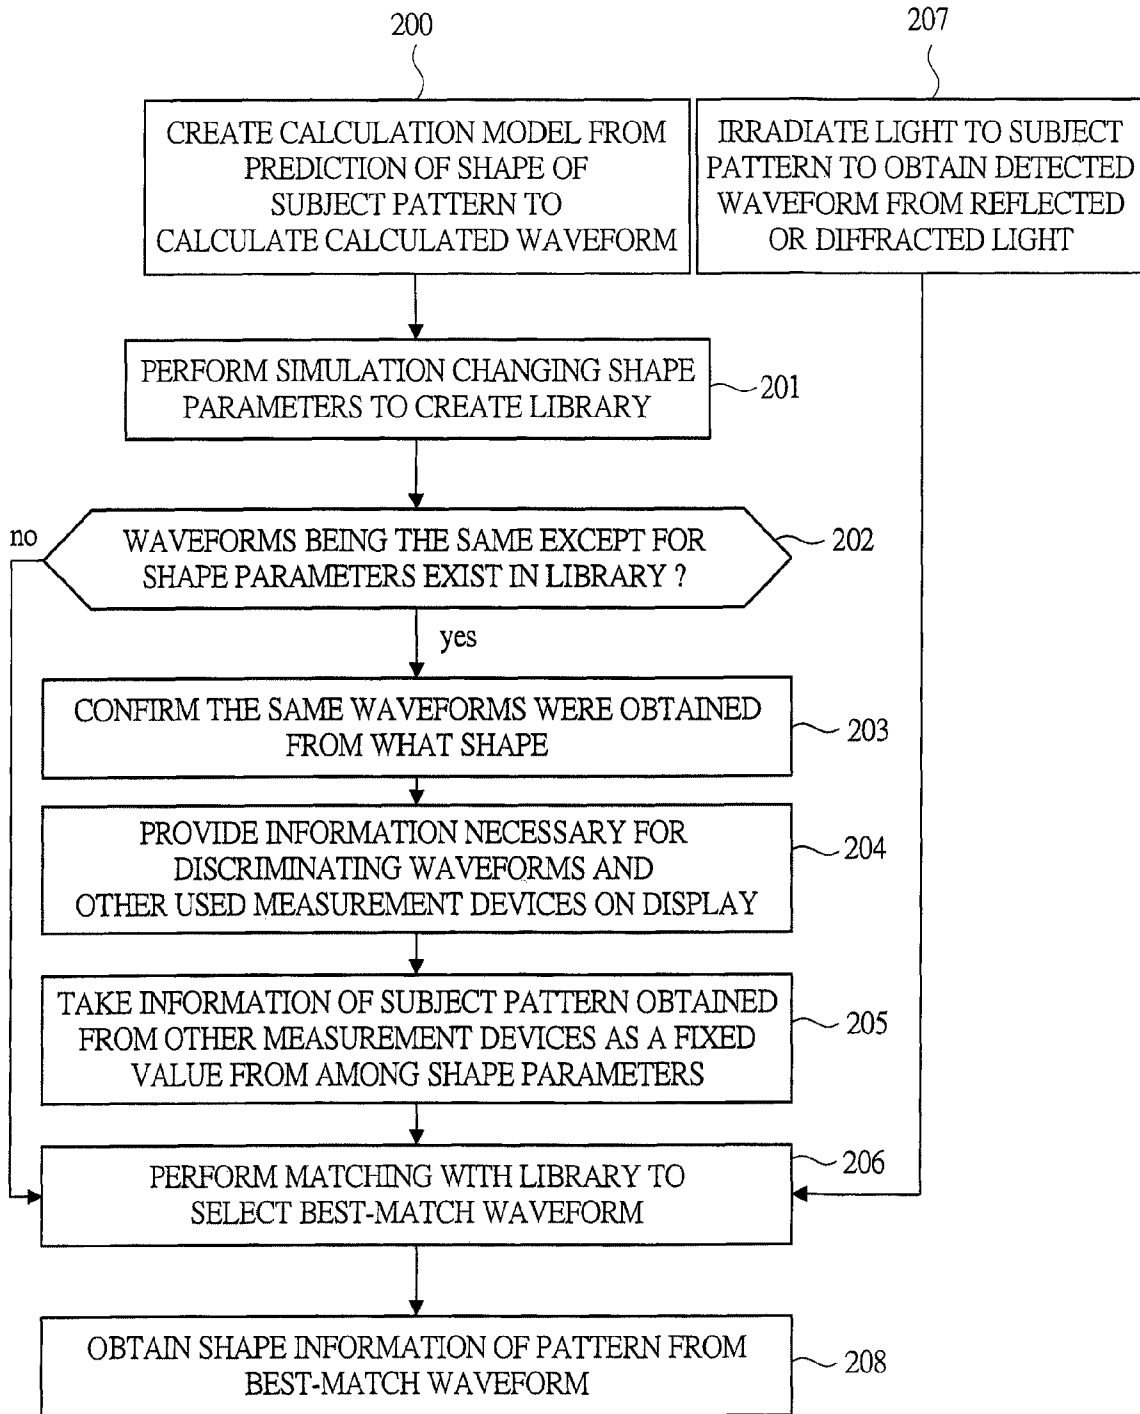 200
207
CREATE CALCULATION MODEL FROM
PREDICTION OF SHAPE OF
SUBJECT PATTERN TO
CALCULATE CALCULATED WAVEFORM
IRRADIATE LIGHT TO SUBJECT
PATTERN TO OBTAIN DETECTED
WAVEFORM FROM REFLECTED
OR DIFFRACTED LIGHT
PERFORM SIMULATION CHANGING SHAPE
PARAMETERS TO CREATE LIBRARY
201
no
WAVEFORMS BEING THE SAME EXCEPT FOR
SHAPE PARAMETERS EXIST IN LIBRARY ?
202
yes
CONFIRM THE SAME WAVEFORMS WERE OBTAINED
FROM WHAT SHAPE
203
PROVIDE INFORMATION NECESSARY FOR
DISCRIMINATING WAVEFORMS AND
OTHER USED MEASUREMENT DEVICES ON DISPLAY
204
TAKE INFORMATION OF SUBJECT PATTERN OBTAINED
FROM OTHER MEASUREMENT DEVICES AS A FIXED
VALUE FROM AMONG SHAPE PARAMETERS
205
PERFORM MATCHING WITH LIBRARY TO
SELECT BEST-MATCH WAVEFORM
206
OBTAIN SHAPE INFORMATION OF PATTERN FROM
BEST-MATCH WAVEFORM
208